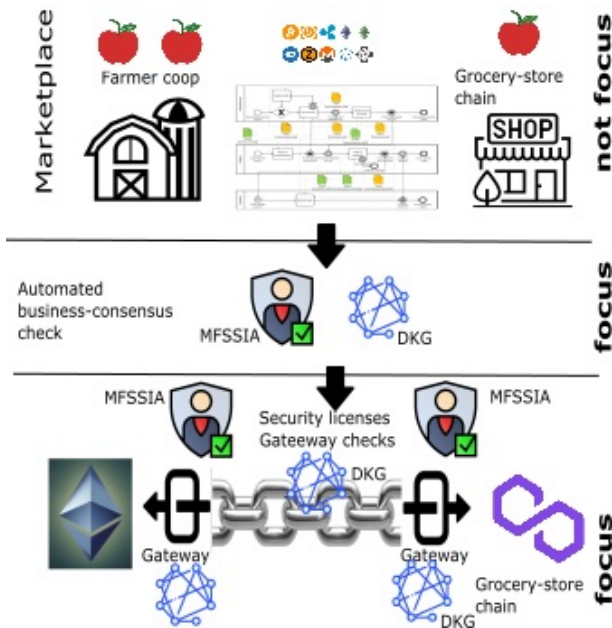 Marketplace
Farmer coop
Grocery-store
chain
SHOP
not focus
Automated
business-consensus
check
MFSSIA
DKG
focus
MFSSIA
MFSSIA
Security licenses
Gateeway checks
DKG
Gateway
Gateway
Grocery-store
chain
DKG
focus